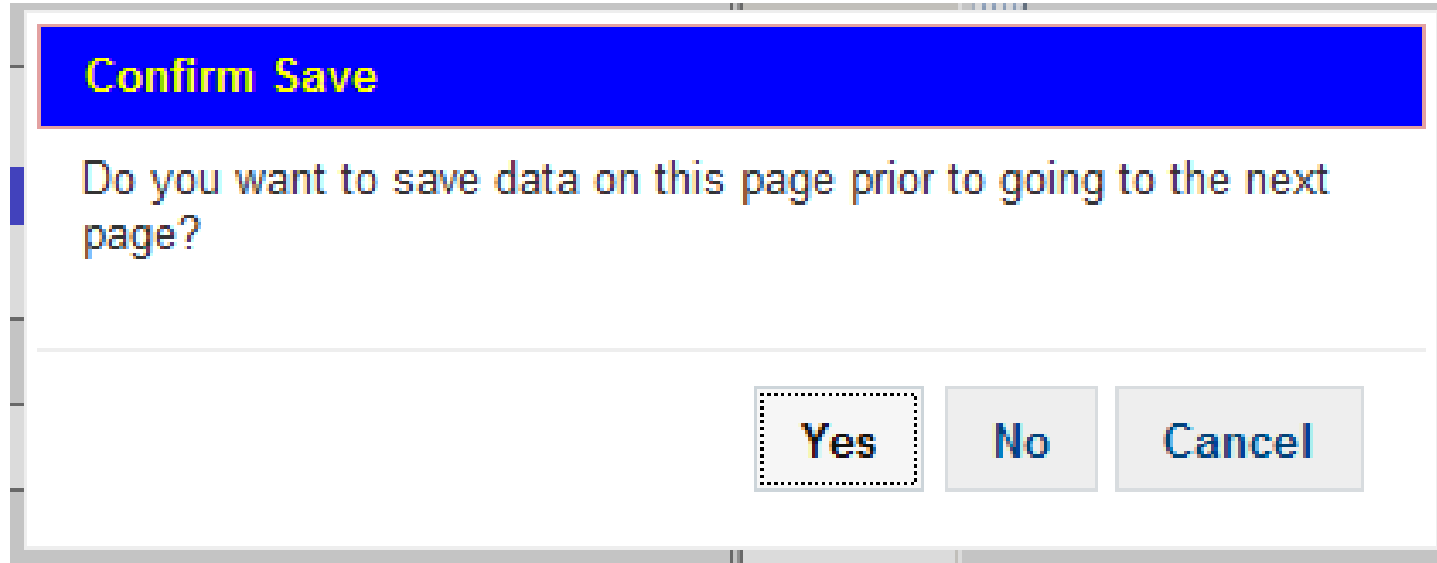 Confirm Save
Do you want to save data on this page prior to going to the next
page?
Yes No Cancel